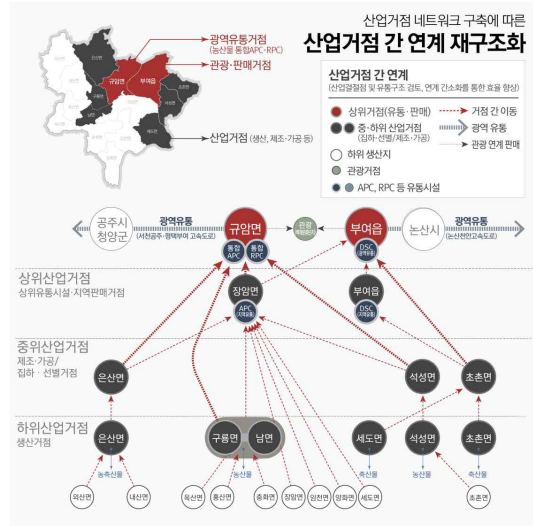 산업거점 네트워크 구축에 따른
산업거점 간 연계 재구조화
광역유통거점
(농산물 통합APC·RPC)
관광·판매거점
산업거점 (생산, 제조·가공 등)
은산면
규암면
부여읍
초촌면
석성면
구룡면
남면
세도면
산업거점 간 연계
(산업결절점 및 유통구조 검토, 연계 간소화를 통한 효율 향상)
상위거점(유통·판매)
중·하위 산업거점
(집하·선별/제조·가공)
하위 생산지
관광거점
APC, RPC 등 유통시설
거점 간 이동
광역 유통
관광 연계 판매
공주시
청양군
광역유통
(서천공주·평택부여 고속도로)
규암면
통합
APC
통합
RPC
관광
부여읍
DSC
논산시
광역유통
(논산천안고속도로)
상위산업거점
상위유통시설·지역판매거점
장암면
APC
부여읍
DSC
중위산업거점
제조·가공/
집하·선별거점
은산면
석성면
초촌면
하위산업거점
생산거점
은산면
구룡면
남면
세도면
석성면
초촌면
농축산물
농산물
축산물
농산물
축산물
외산면
내산면
옥산면
홍산면
충화면
장암면
임천면
양화면
세도면
초촌면